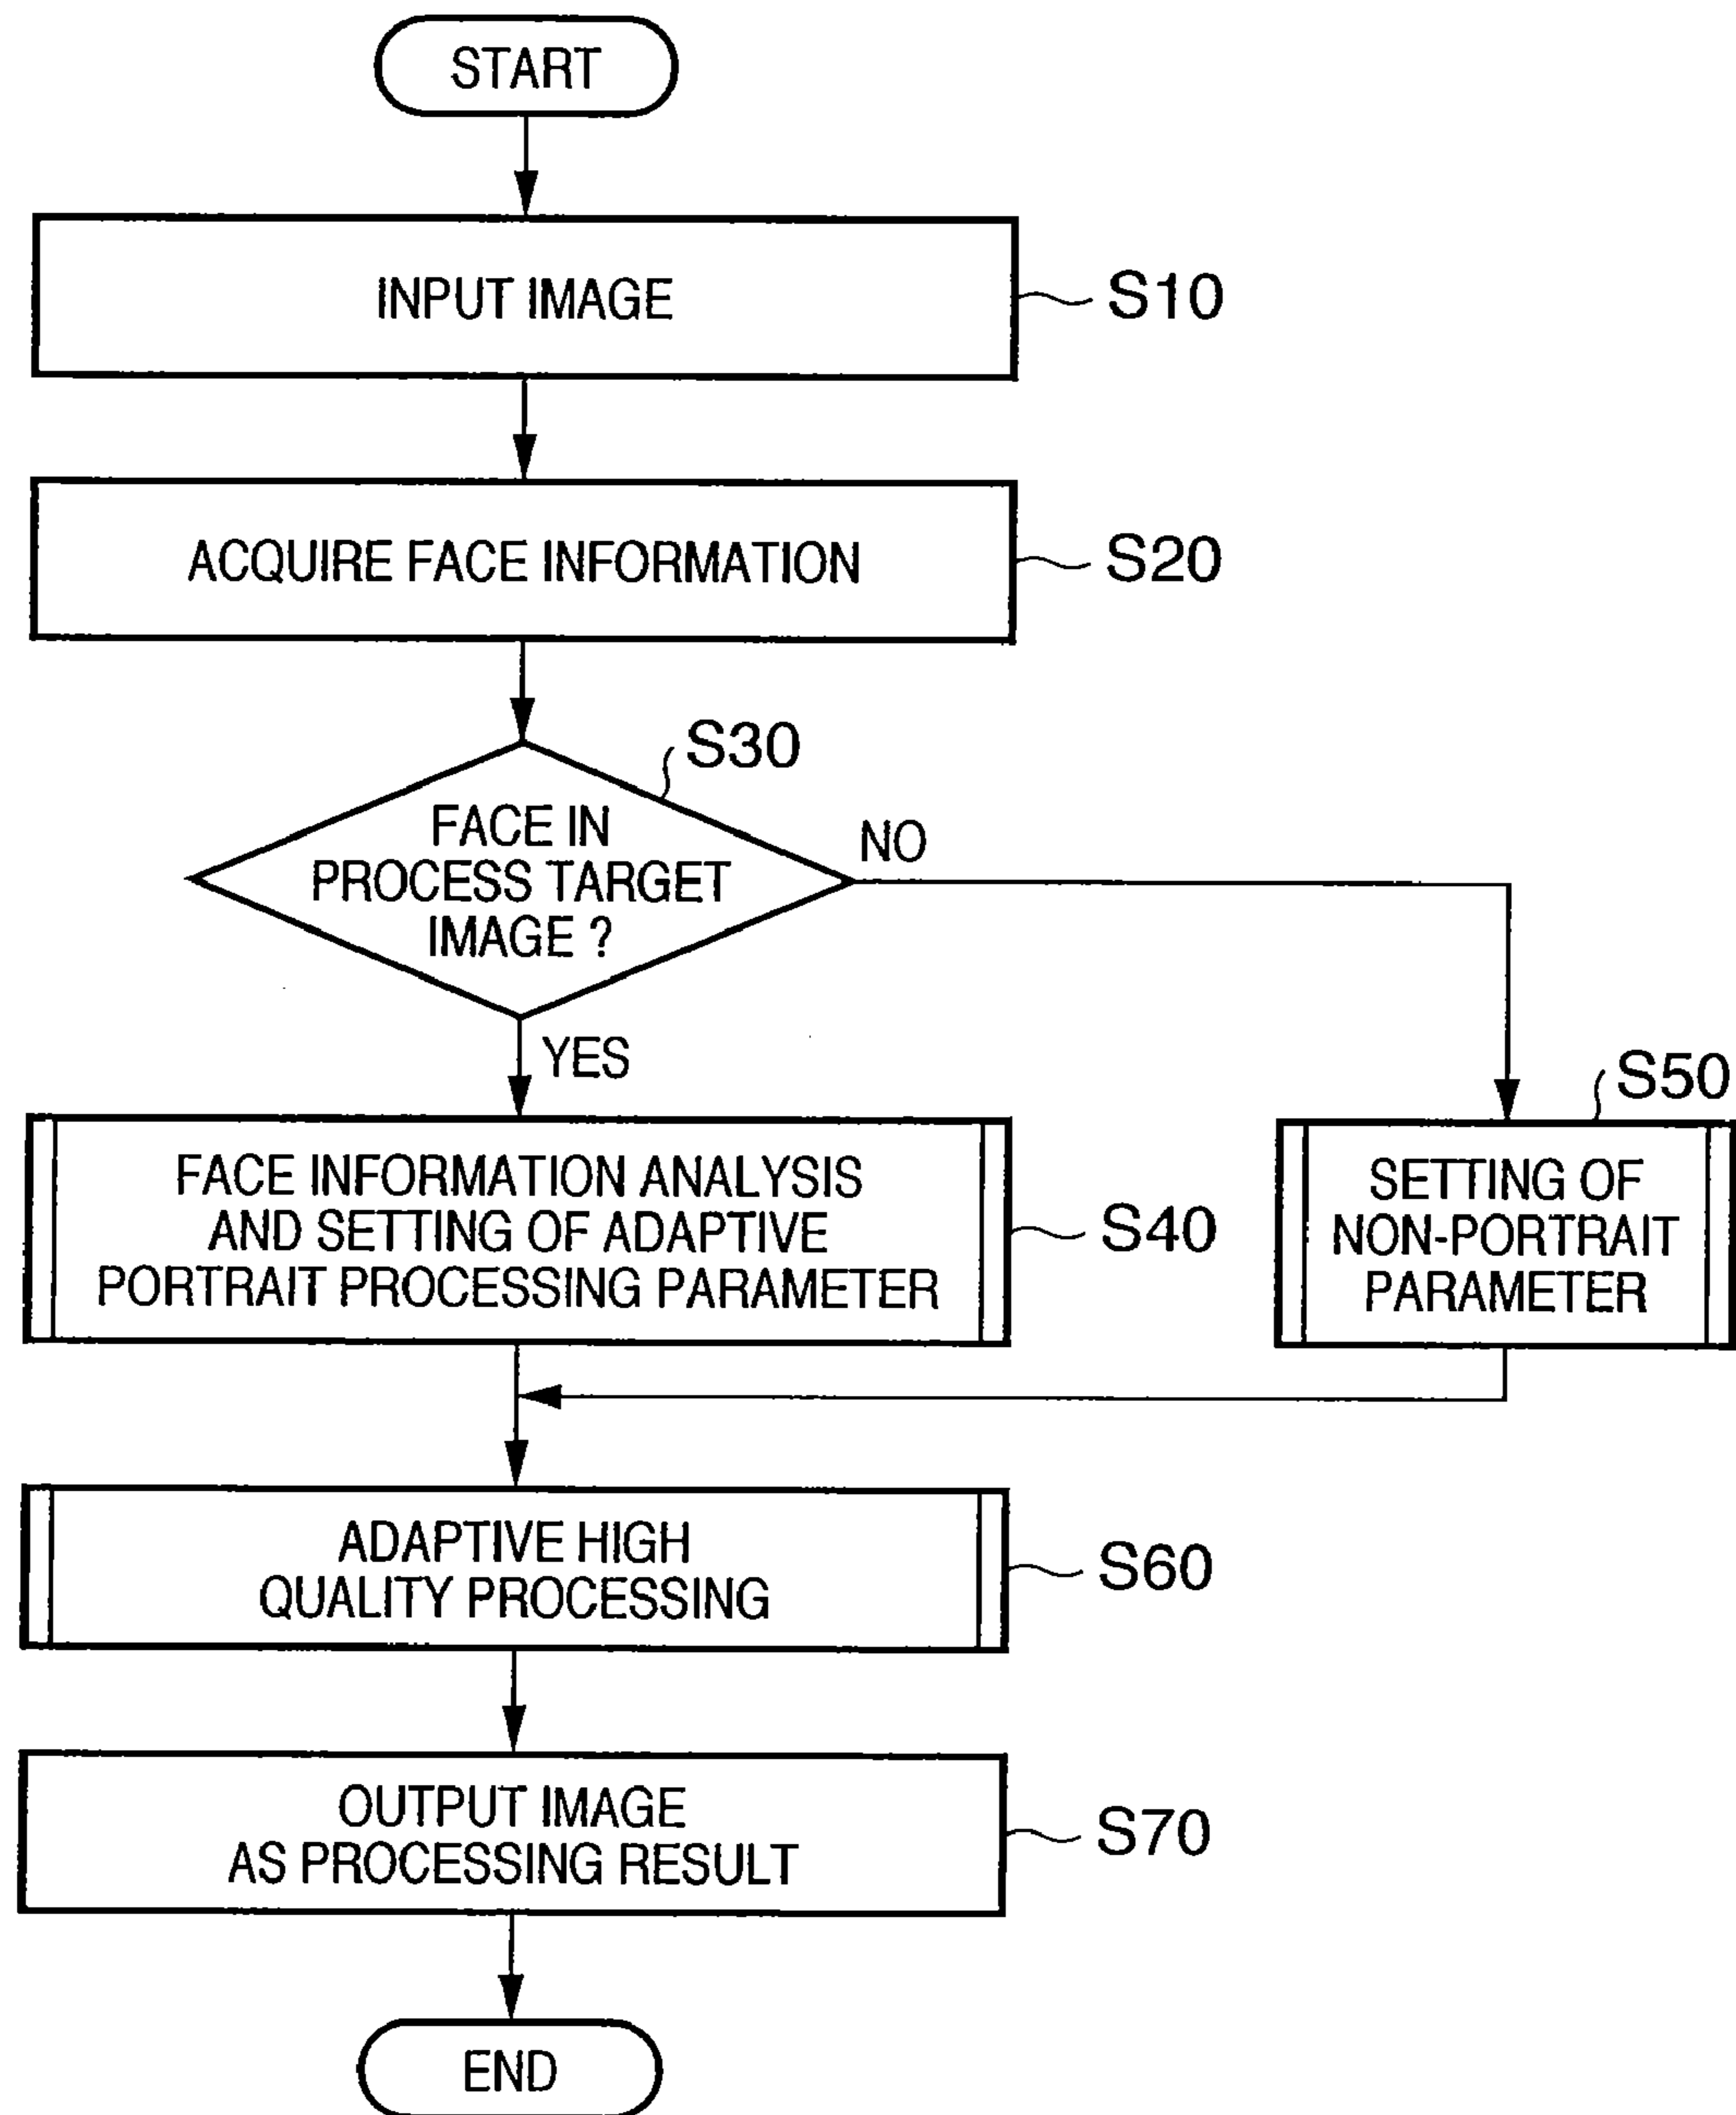 START
INPUT IMAGE
S10
ACQUIRE FACE INFORMATION
S20
S30
FACE IN
PROCESS TARGET
IMAGE ?
NO
YES
S50
FACE INFORMATION ANALYSIS
AND SETTING OF ADAPTIVE
PORTRAIT PROCESSING PARAMETER
S40
SETTING OF
NON-PORTRAIT
PARAMETER
ADAPTIVE HIGH
QUALITY PROCESSING
S60
OUTPUT IMAGE
AS PROCESSING RESULT
S70
END